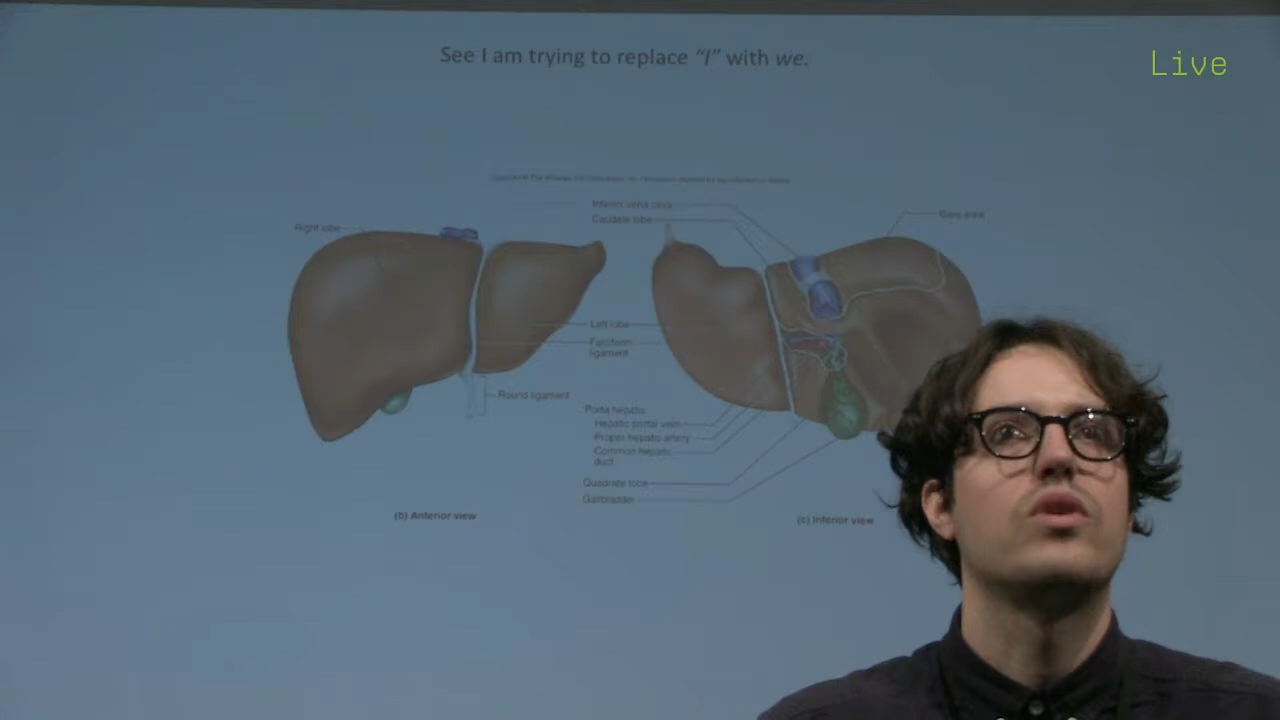 See I am trying to replace “I” with we.
Live
Inferior vena cava
Caudate lobe
Bare area
Right lobe
Left lobe
Falciform
ligament
Round ligament
Porta hepatis:
Hepatic portal vein
Proper hepatic artery
Common hepatic
duct
Quadrate lobe
Gallbladder
(b) Anterior view
(c) Inferior view